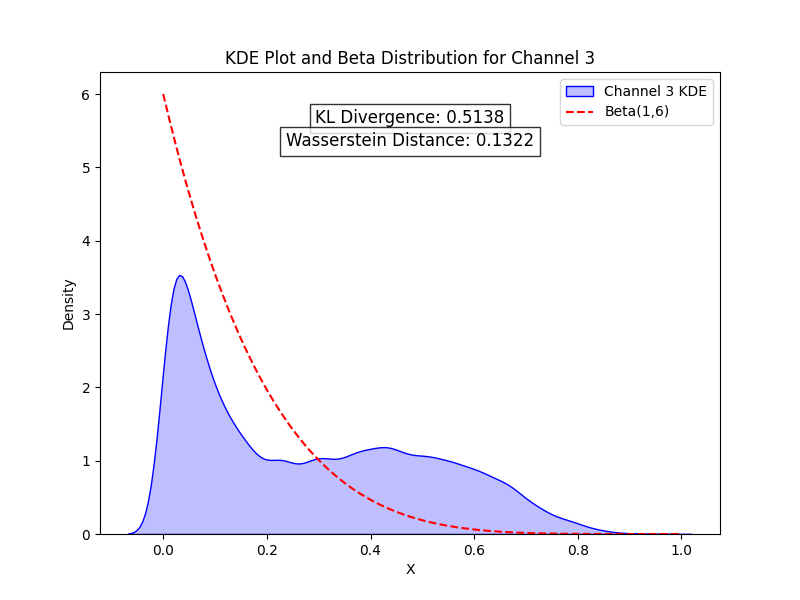 KDE Plot and Beta Distribution for Channel 3
KL Divergence: 0.5138
Wasserstein Distance: 0.1322
Channel 3 KDE
Beta(1,6)
Density
6
5
4
3
2
1
0
0.0 0.2 0.4 0.6 0.8 1.0
X